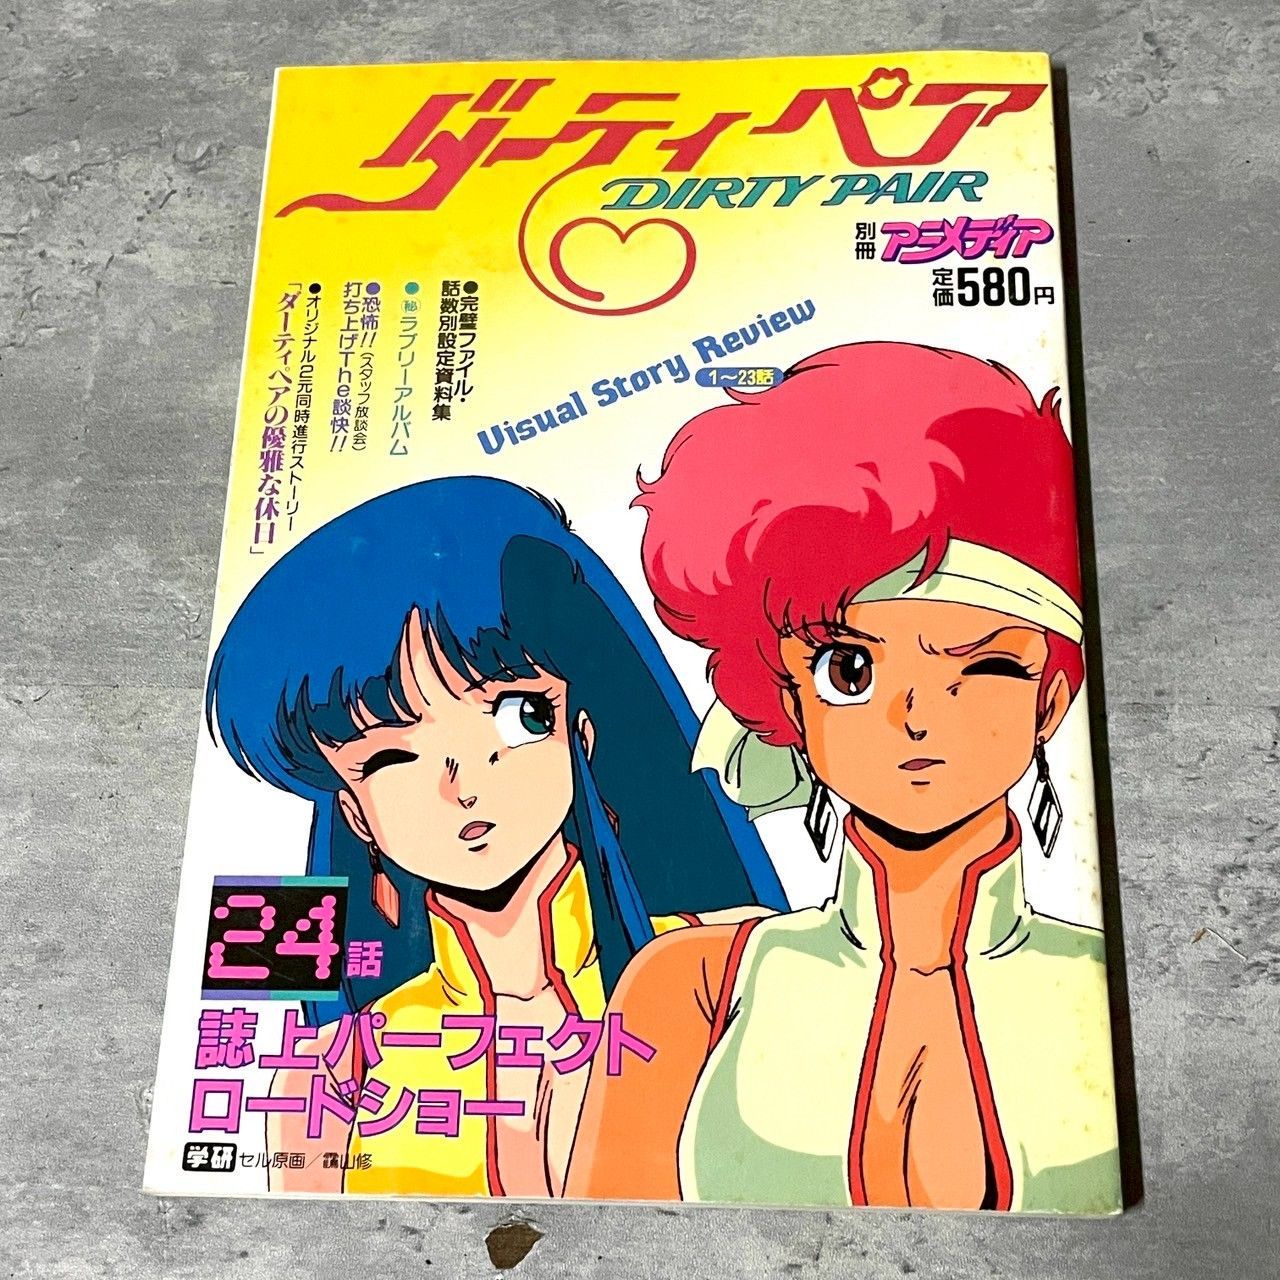 ダーティペア
DIRTY PAIR
別冊
アニメディア
定価580円
Visual Story Review
1〜23話
●完璧ファイル・
話数別設定資料集
●㊙ラブリーアルバム
●恐怖!!(スタッフ放談会)
打ち上げThe談快!!
●オリジナル2元同時進行ストーリー
「ダーティペアの優雅な休日」
24話
誌上パーフェクト
ロードショー
学研
セル原画/靄山修